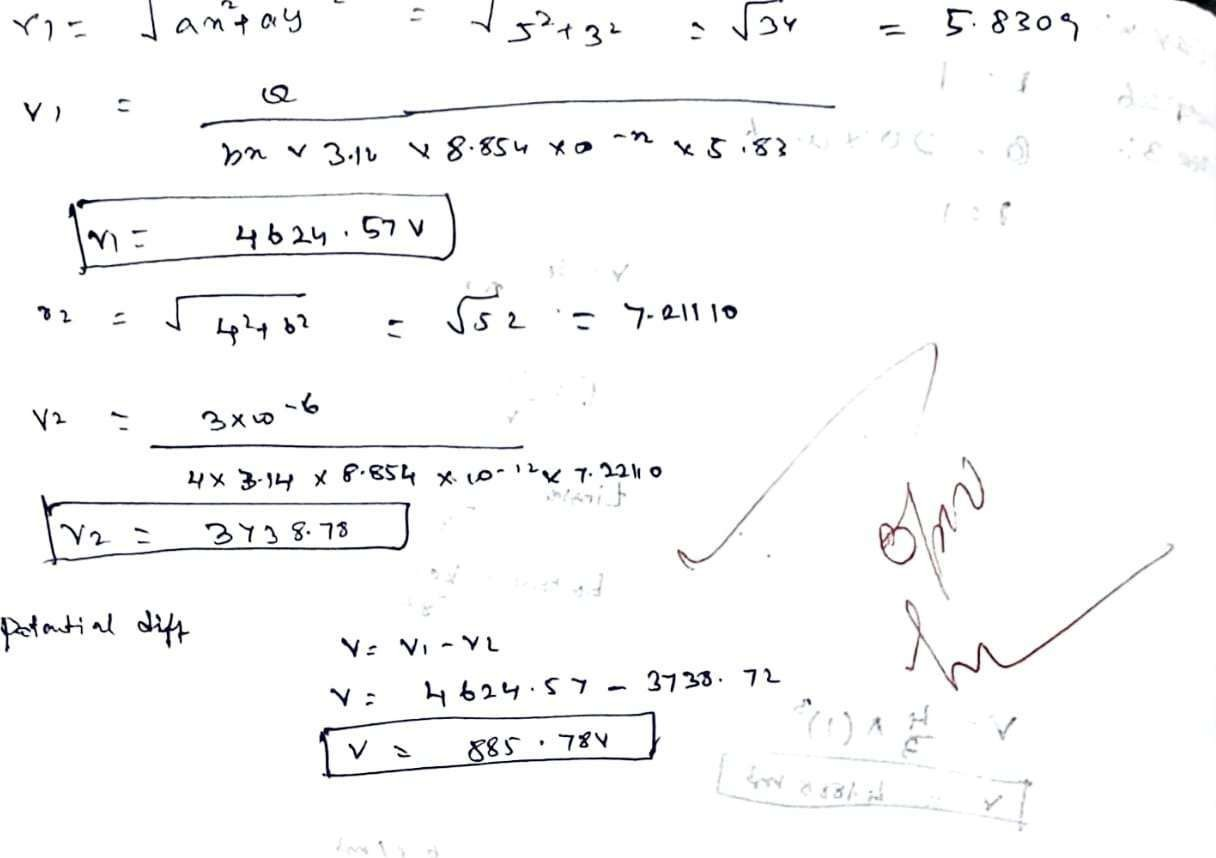 r1 = √ax²+ay² = √5²+3² = √34 = 5.8309
V1 = Q / 4π × 3.14 × 8.854 × 10⁻¹² × 5.83
V1 = 4624.57 V
r2 = √4²+6² = √52 = 7.21110
V2 = 3×10⁻⁶ / 4 × 3.14 × 8.854 × 10⁻¹² × 7.22110
V2 = 3738.78
Potential diff
V = V1 - V2
V = 4624.57 - 3738.72
V = 885.78V